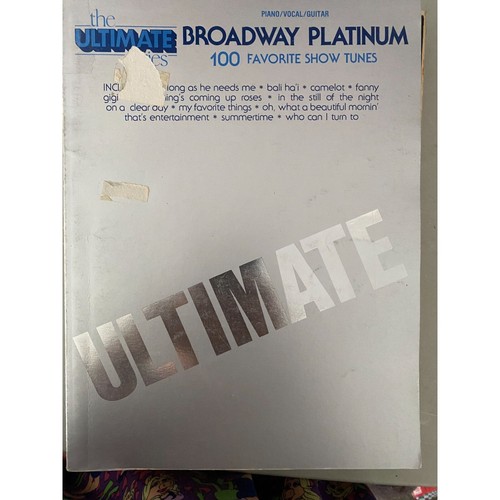 PIANO/VOCAL/GUITAR
the
ULTIMATE
BROADWAY PLATINUM
100 FAVORITE SHOW TUNES
long as he needs me • bali ha'i • camelot • fanny
coming up roses • in the still of the night
on a clear day • my favorite things • oh, what a beautiful mornin'
that's entertainment • summertime • who can I turn to
ULTIMATE